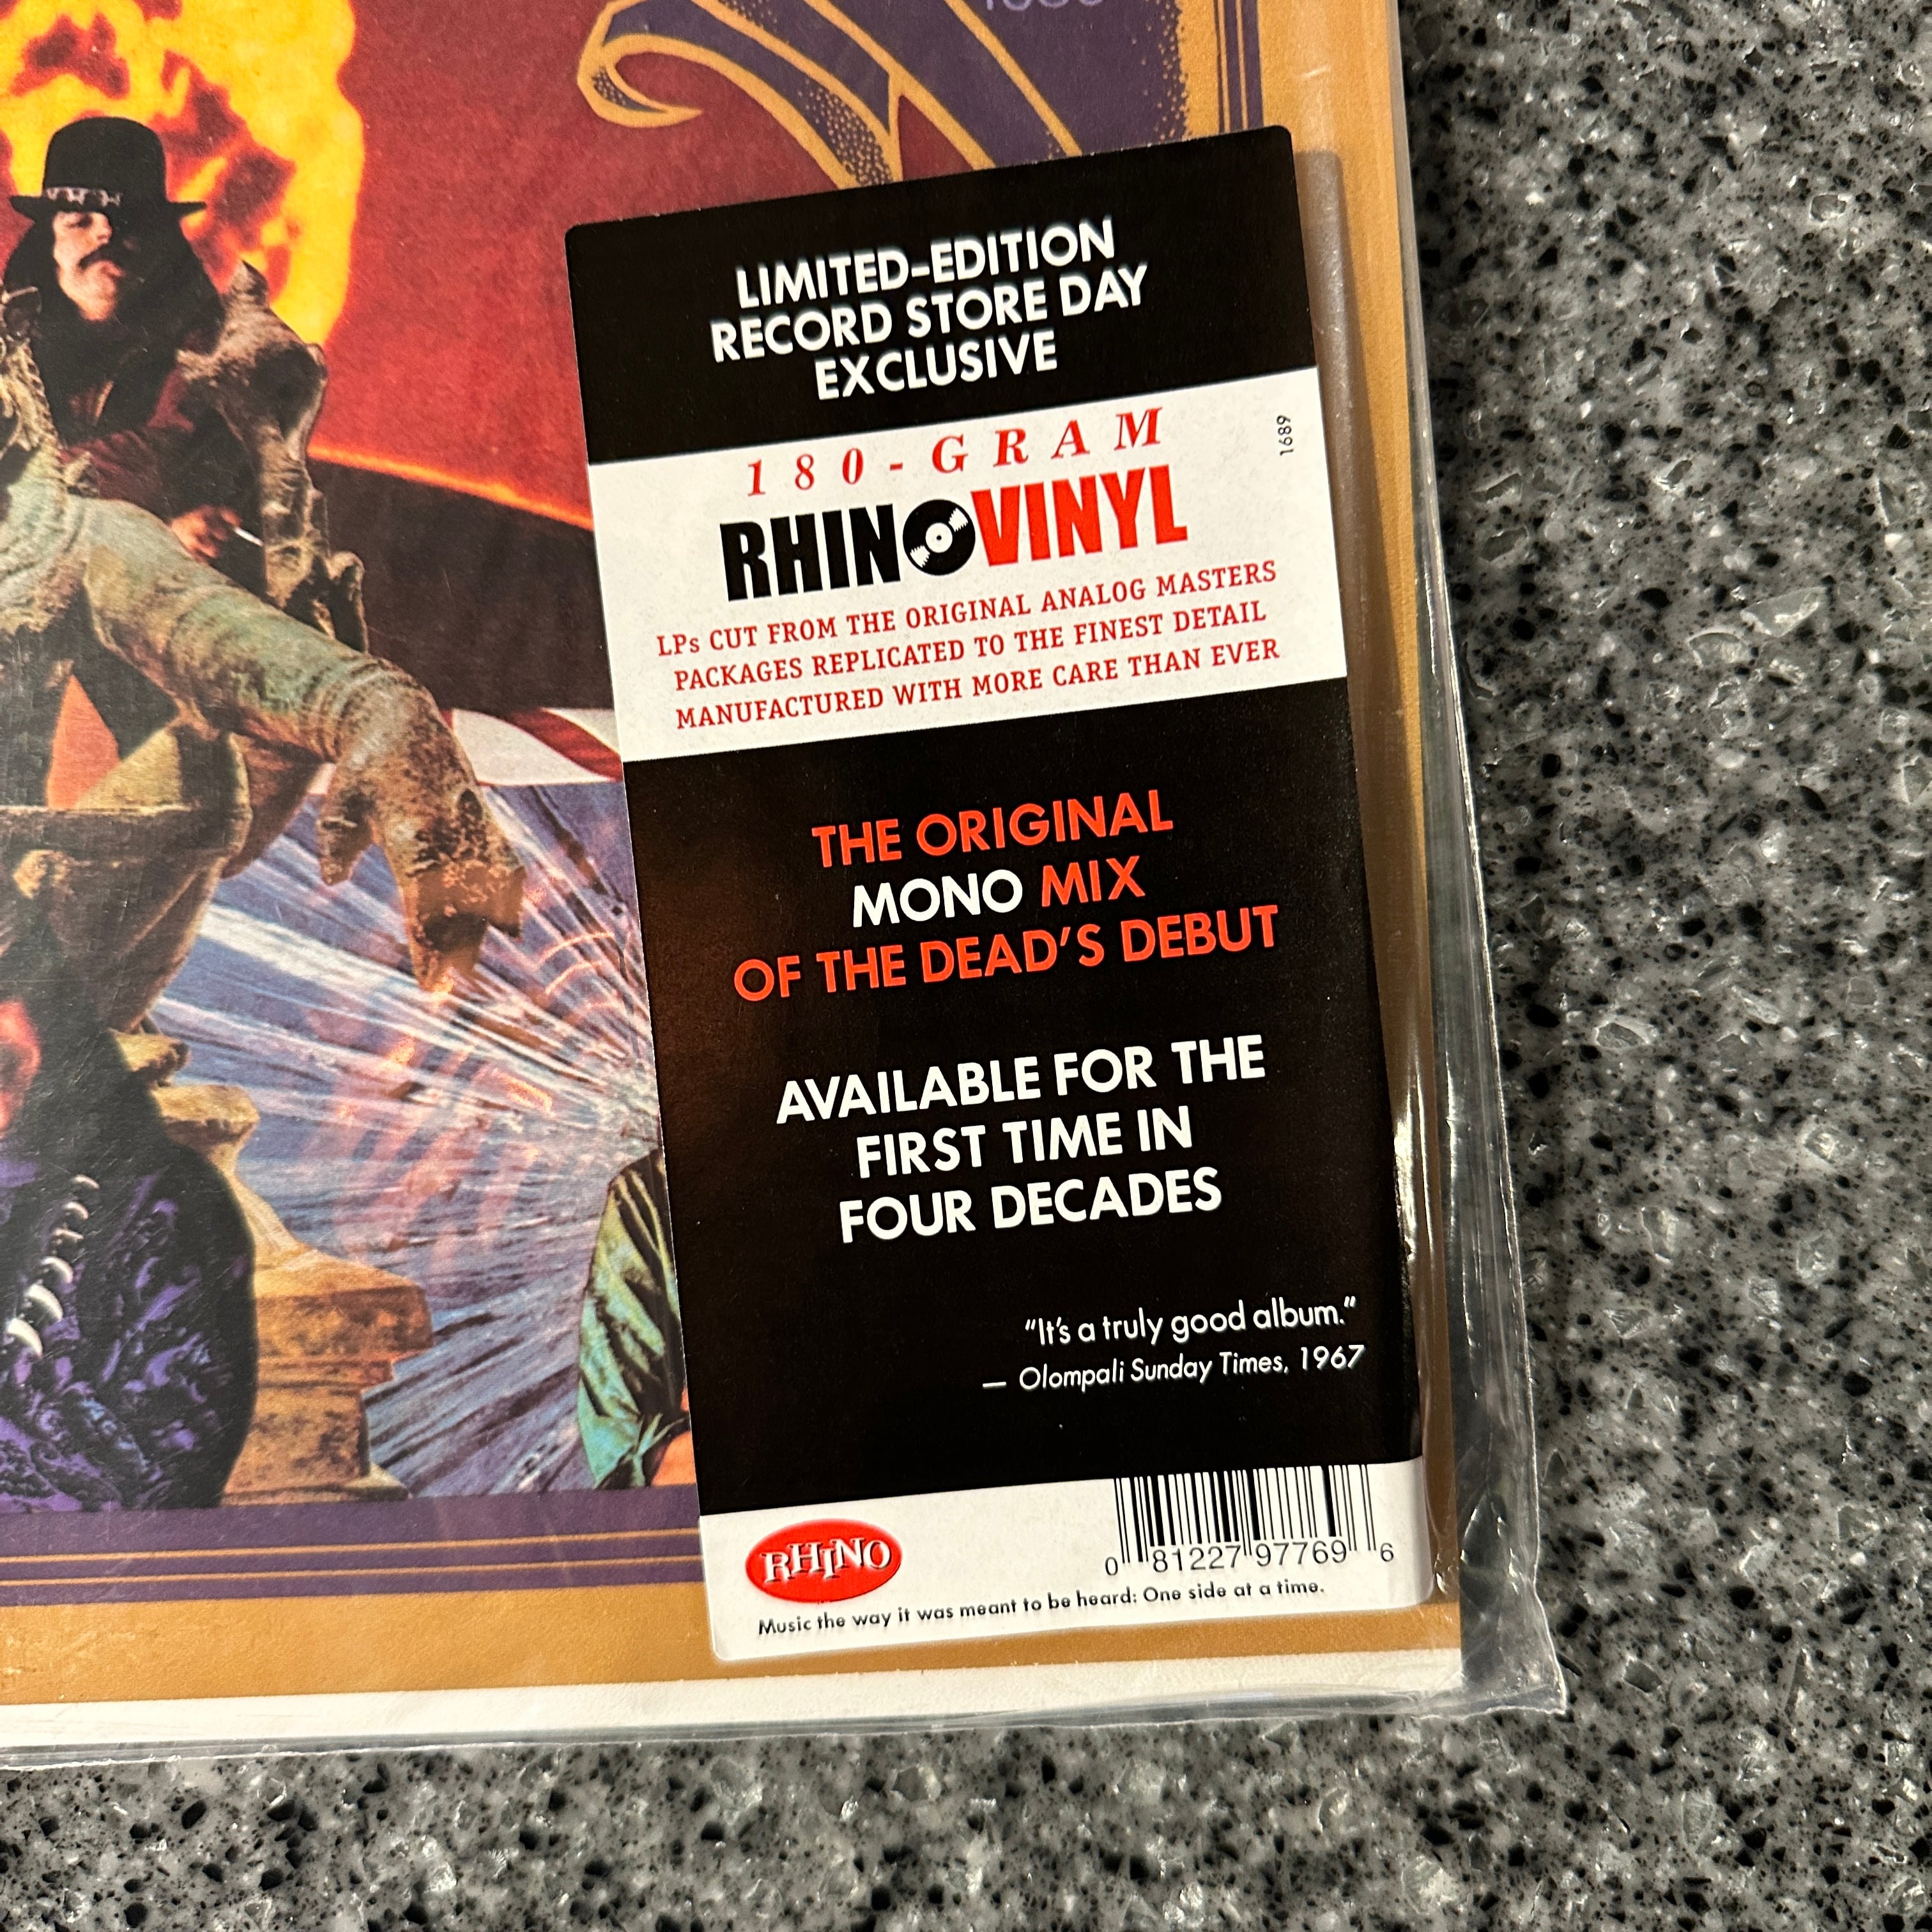 LIMITED-EDITION
RECORD STORE DAY
EXCLUSIVE
180-GRAM
1689
RHINOVINYL
LPs CUT FROM THE ORIGINAL ANALOG MASTERS
PACKAGES REPLICATED TO THE FINEST DETAIL
MANUFACTURED WITH MORE CARE THAN EVER
THE ORIGINAL
MONO MIX
OF THE DEAD'S DEBUT
AVAILABLE FOR THE
FIRST TIME IN
FOUR DECADES
"It's a truly good album."
— Olompali Sunday Times, 1967
RHINO
0 81227 97769 6
Music the way it was meant to be heard: One side at a time.